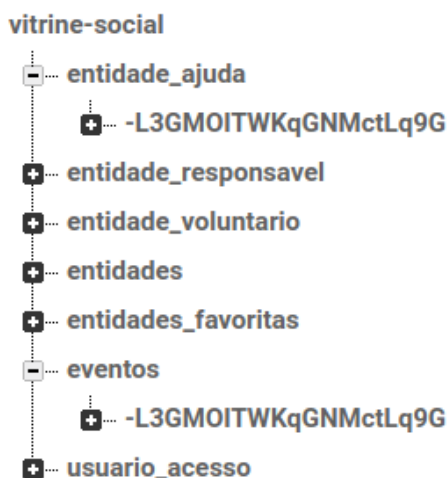 vitrine-social
entidade_ajuda
-L3GMOITWKqGNMctLq9G
entidade_responsavel
entidade_voluntario
entidades
entidades_favoritas
eventos
-L3GMOITWKqGNMctLq9G
usuario_acesso